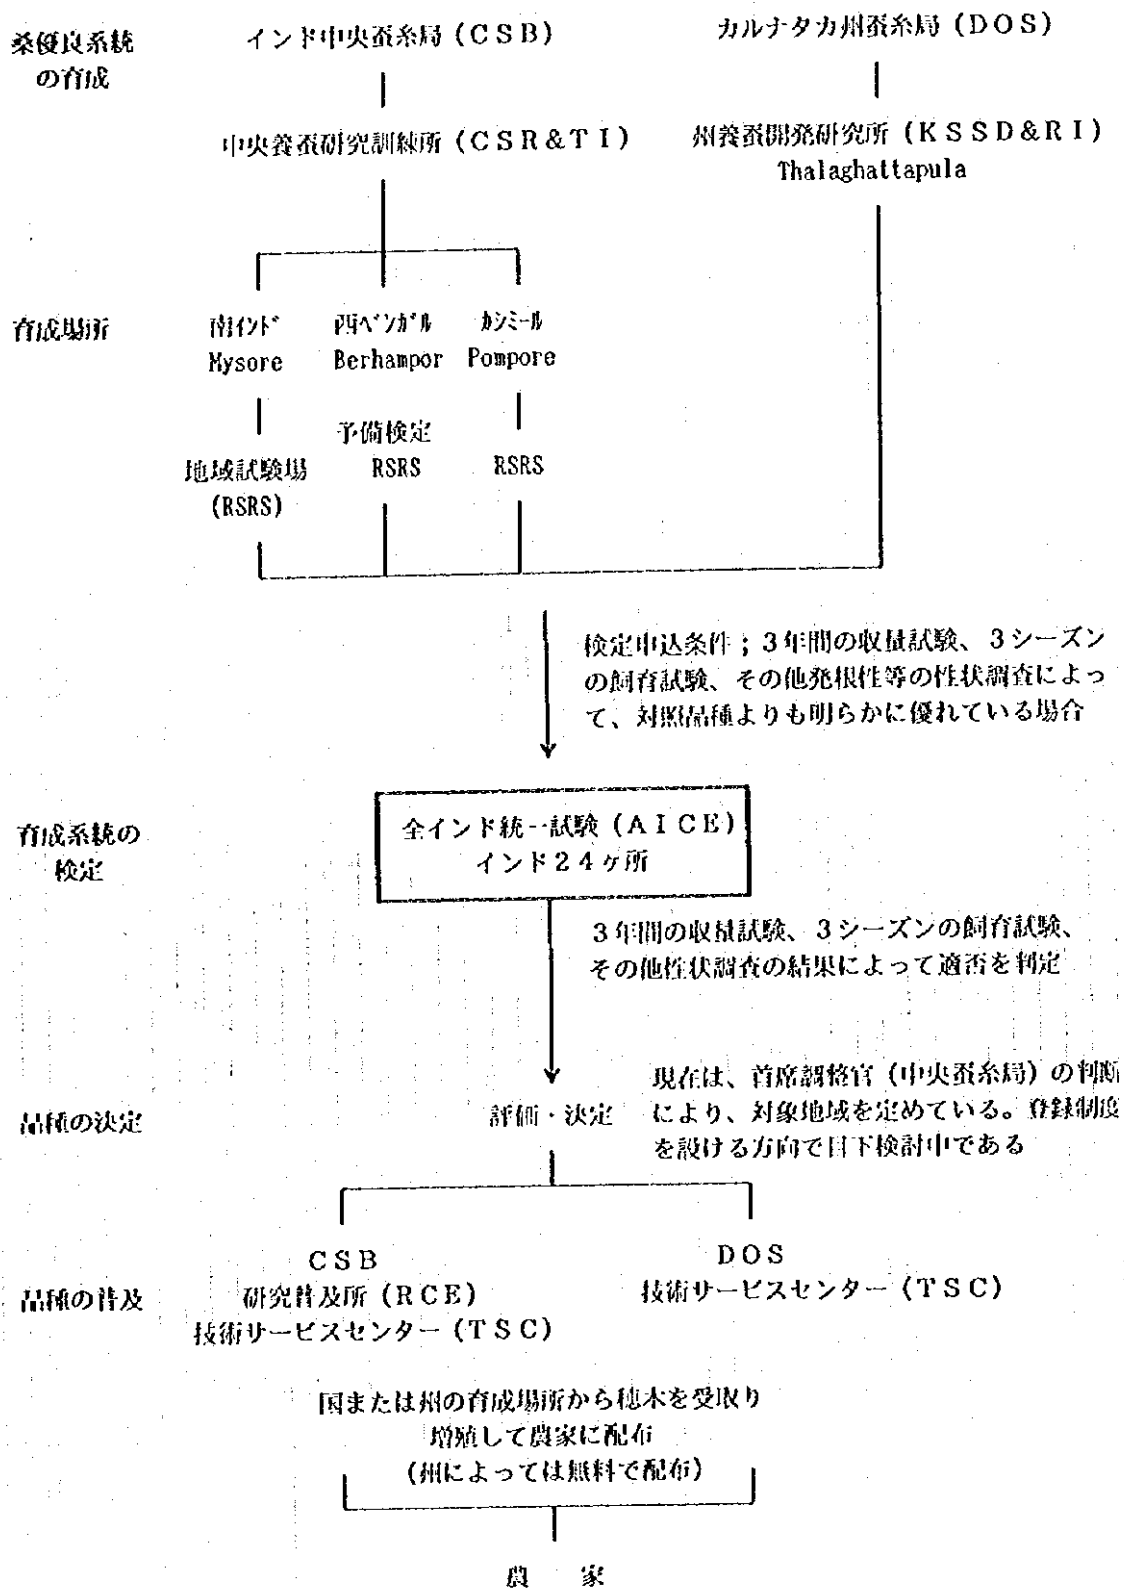 桑優良系統
の育成
インド中央蚕糸局（CSB）
カルナタカ州蚕糸局（DOS）
中央養蚕研究訓練所（CSR&TI）
州養蚕開発研究所（KSSD&RI）
Thalaghattapula
育成場所
南インド
Mysore
西ベンガル
Berhampor
カシミール
Pompore
予備検定
地域試験場
(RSRS)
RSRS
RSRS
検定申込条件；３年間の収量試験、３シーズン
の飼育試験、その他発根性等の性状調査によっ
て、対照品種よりも明らかに優れている場合
育成系統の
検定
全インド統一試験（AICE）
インド２４ヶ所
３年間の収量試験、３シーズンの飼育試験、
その他性状調査の結果によって適否を判定
品種の決定
評価・決定
現在は、首席調整官（中央蚕糸局）の判断
により、対象地域を定めている。登録制度
を設ける方向で目下検討中である
品種の普及
CSB
研究普及所（RCE）
技術サービスセンター（TSC）
DOS
技術サービスセンター（TSC）
国または州の育成場所から穂木を受取り
増殖して農家に配布
（州によっては無料で配布）
農　家